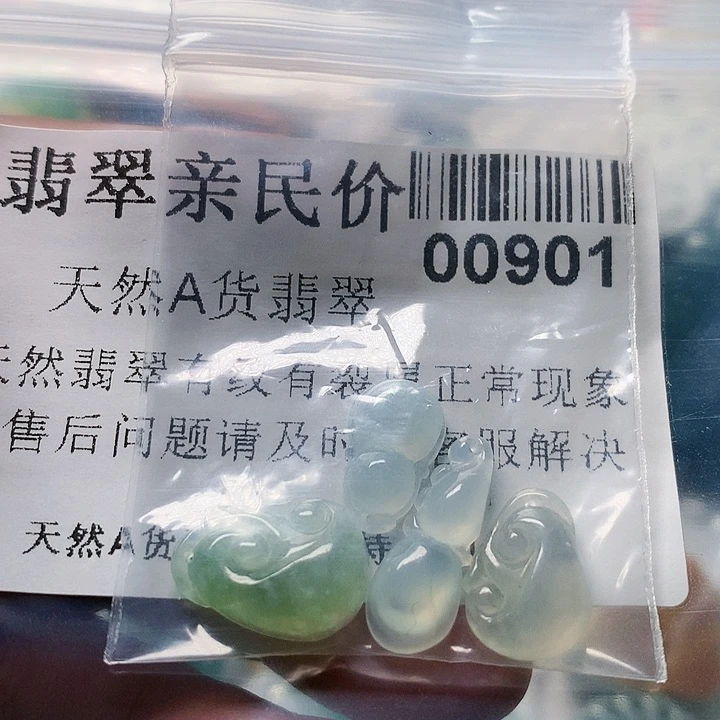 翡翠亲民价
00901
天然A货翡翠
天然翡翠有纹有裂 正常现象
售后问题请及时 客服解决
天然A货 持